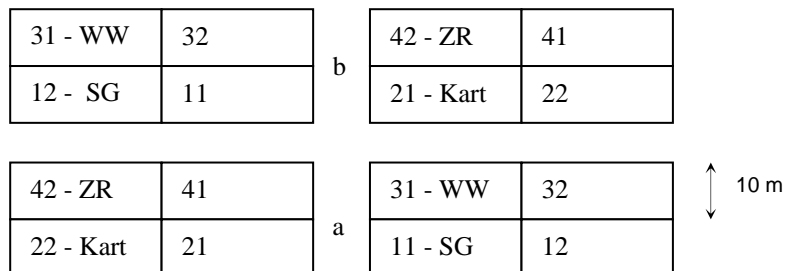 31 - WW 32 42 - ZR 41
b
12 - SG 11 21 - Kart 22
42 - ZR 41 31 - WW 32
10 m
a
22 - Kart 21 11 - SG 12